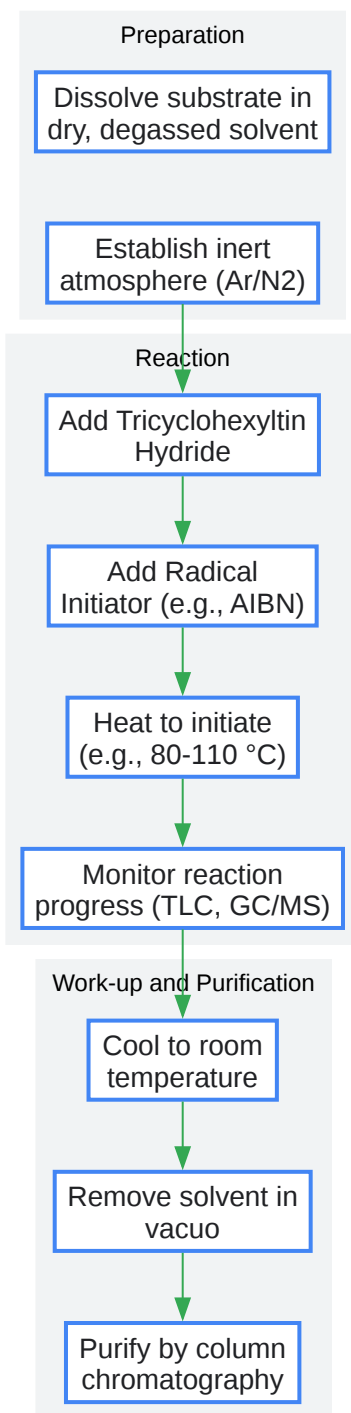 Preparation
Dissolve substrate in
dry, degassed solvent
Establish inert
atmosphere (Ar/N2)
Reaction
Add Tricyclohexyltin
Hydride
Add Radical
Initiator (e.g., AIBN)
Heat to initiate
(e.g., 80-110 °C)
Monitor reaction
progress (TLC, GC/MS)
Work-up and Purification
Cool to room
temperature
Remove solvent in
vacuo
Purify by column
chromatography